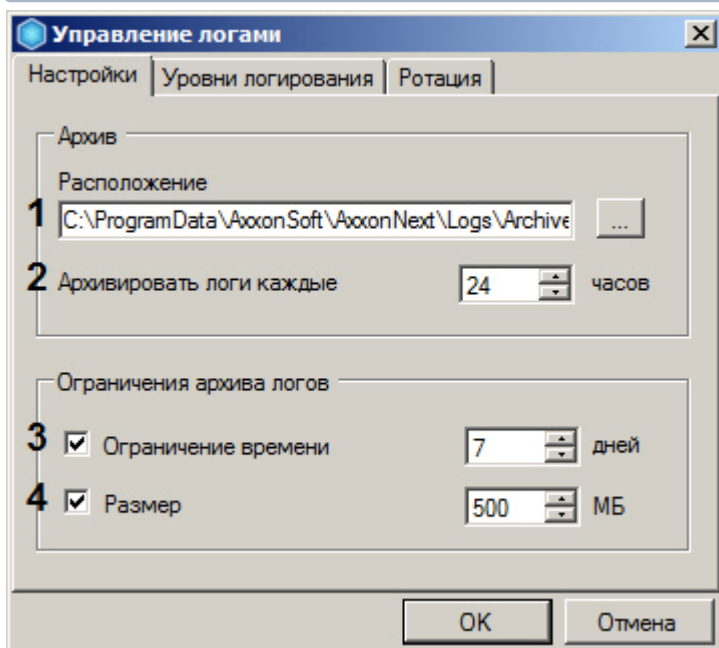 Управление логами
Настройки Уровни логирования Ротация
Архив
Расположение
1 C:\ProgramData\AxxonSoft\AxxonNext\Logs\Archive ...
2 Архивировать логи каждые 24 часов
Ограничения архива логов
3 Ограничение времени 7 дней
4 Размер 500 МБ
OK Отмена